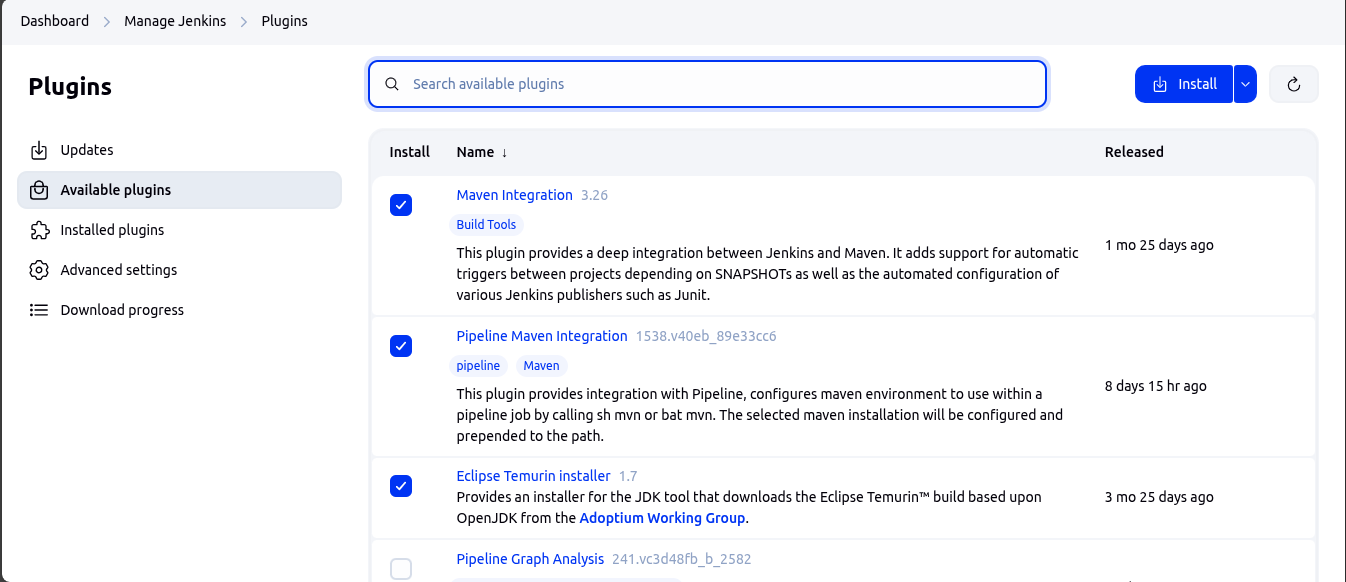 Dashboard > Manage Jenkins > Plugins
Plugins
Search available plugins
Install
Updates
Available plugins
Installed plugins
Advanced settings
Download progress
Install Name ↓ Released
Maven Integration 3.26
Build Tools
This plugin provides a deep integration between Jenkins and Maven. It adds support for automatic
triggers between projects depending on SNAPSHOTs as well as the automated configuration of
various Jenkins publishers such as Junit.
1 mo 25 days ago
Pipeline Maven Integration 1538.v40eb_89e33cc6
pipeline Maven
This plugin provides integration with Pipeline, configures maven environment to use within a
pipeline job by calling sh mvn or bat mvn. The selected maven installation will be configured and
prepended to the path.
8 days 15 hr ago
Eclipse Temurin installer 1.7
Provides an installer for the JDK tool that downloads the Eclipse Temurin™ build based upon
OpenJDK from the Adoptium Working Group.
3 mo 25 days ago
Pipeline Graph Analysis 241.vc3d48fb_b_2582